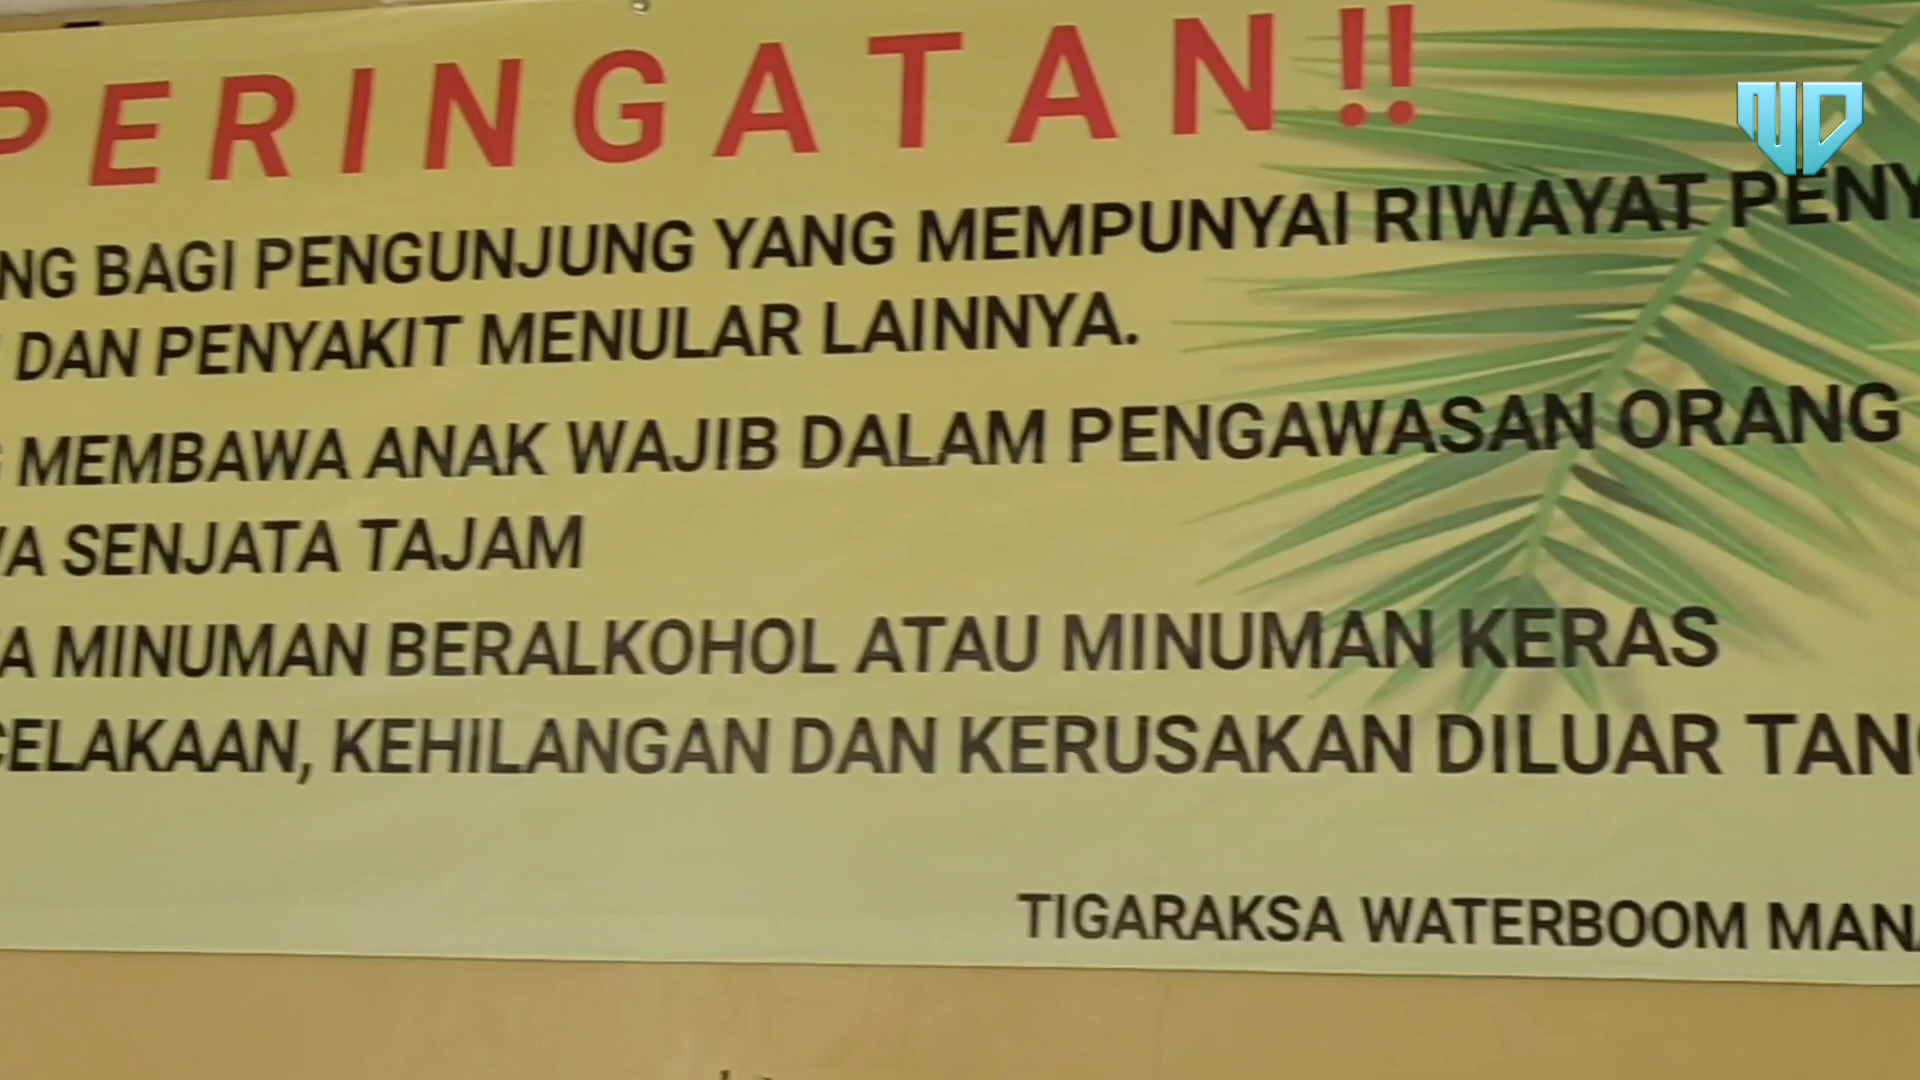 PERINGATAN!!
BAGI PENGUNJUNG YANG MEMPUNYAI RIWAYAT
DAN PENYAKIT MENULAR LAINNYA.
MEMBAWA ANAK WAJIB DALAM PENGAWASAN ORANG
SENJATA TAJAM
MINUMAN BERALKOHOL ATAU MINUMAN KERAS
KEHILANGAN DAN KERUSAKAN DILUAR
TIGARAKSA WATERBOOM